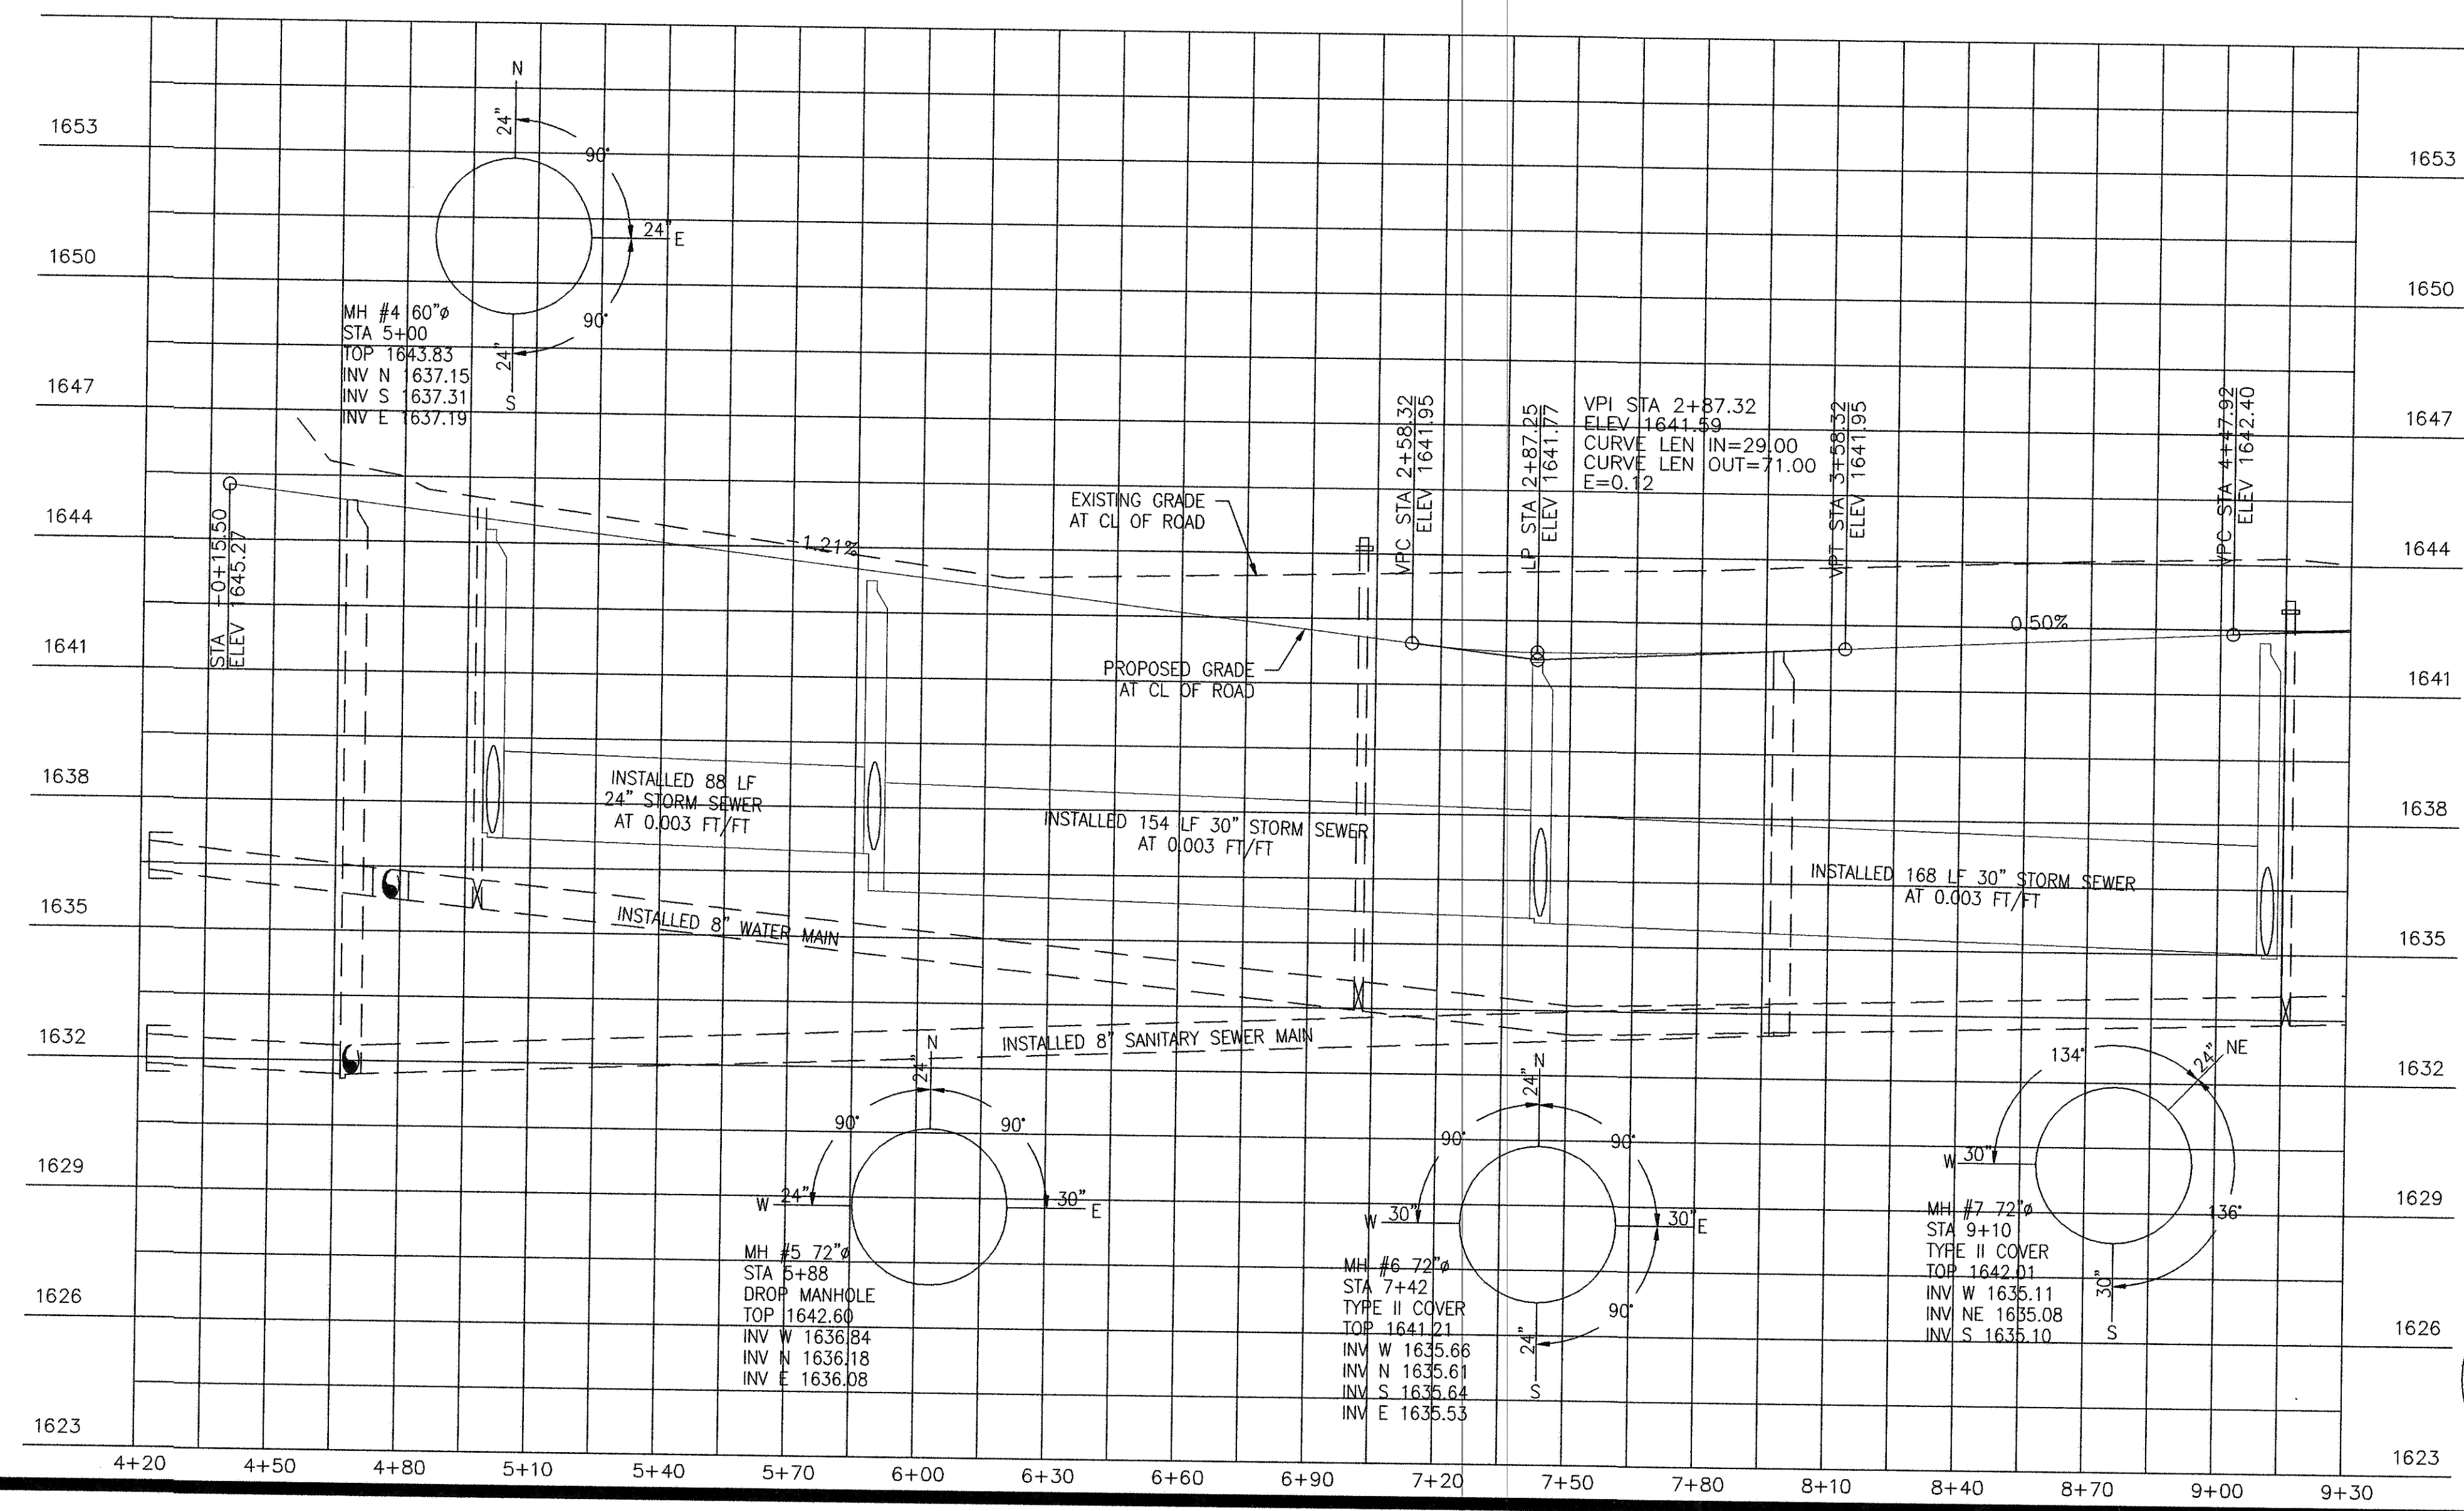 1653
1650
1647
1644
1641
1638
1635
1632
1629
1626
1623
N
24"
90°
24"
E
90°
24"
S
MH #4 60"ø
STA 5+00
TOP 1643.83
INV N 1637.15
INV S 1637.31
INV E 1637.19
STA -0+15.50
ELEV 1645.27
1.21%
EXISTING GRADE
AT CL OF ROAD
PROPOSED GRADE
AT CL OF ROAD
VPC STA 2+58.32
ELEV 1641.95
LP STA 2+87.25
ELEV 1641.77
VPI STA 2+87.32
ELEV 1641.59
CURVE LEN IN=29.00
CURVE LEN OUT=71.00
E=0.12
VPT STA 3+58.32
ELEV 1641.95
0.50%
VPC STA 4+47.92
ELEV 1642.40
INSTALLED 88 LF
24" STORM SEWER
AT 0.003 FT/FT
INSTALLED 154 LF 30" STORM SEWER
AT 0.003 FT/FT
INSTALLED 168 LF 30" STORM SEWER
AT 0.003 FT/FT
INSTALLED 8" WATER MAIN
INSTALLED 8" SANITARY SEWER MAIN
N
24"
90°
90°
W 24"
30" E
MH #5 72"ø
STA 5+88
DROP MANHOLE
TOP 1642.60
INV W 1636.84
INV N 1636.18
INV E 1636.08
N
24"
90°
90°
W 30"
30" E
90°
24"
S
MH #6 72"ø
STA 7+42
TYPE II COVER
TOP 1641.21
INV W 1635.66
INV N 1635.61
INV S 1635.64
INV E 1635.53
NE
24"
134°
W 30"
136°
30"
S
MH #7 72"ø
STA 9+10
TYPE II COVER
TOP 1642.01
INV W 1635.11
INV NE 1635.08
INV S 1635.10
1653
1650
1647
1644
1641
1638
1635
1632
1629
1626
1623
4+20 4+50 4+80 5+10 5+40 5+70 6+00 6+30 6+60 6+90 7+20 7+50 7+80 8+10 8+40 8+70 9+00 9+30